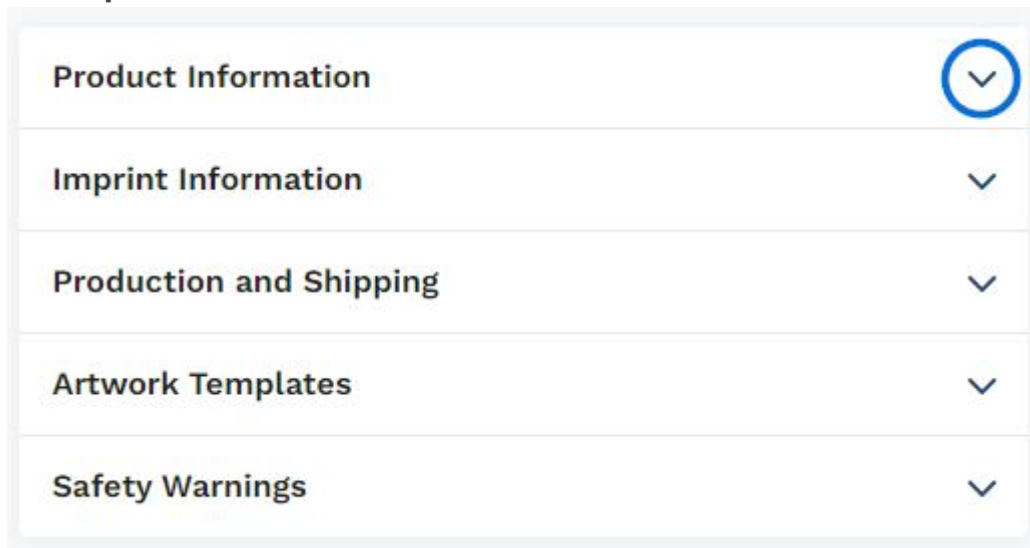 Product Information
Imprint Information
Production and Shipping
Artwork Templates
Safety Warnings